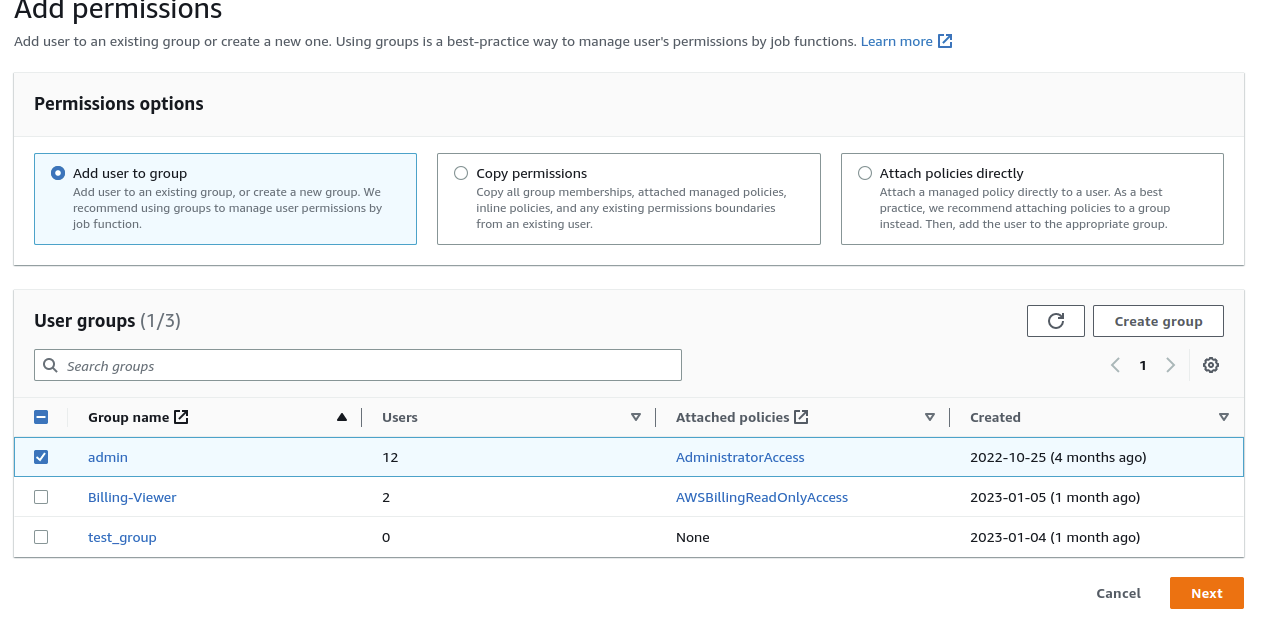 Add permissions
Add user to an existing group or create a new one. Using groups is a best-practice way to manage user's permissions by job functions. Learn more
Permissions options
Add user to group
Add user to an existing group, or create a new group. We
recommend using groups to manage user permissions by
job function.
Copy permissions
Copy all group memberships, attached managed policies,
inline policies, and any existing permissions boundaries
from an existing user.
Attach policies directly
Attach a managed policy directly to a user. As a best
practice, we recommend attaching policies to a group
instead. Then, add the user to the appropriate group.
User groups (1/3)
Create group
Search groups
1
Group name Users Attached policies Created
admin 12 AdministratorAccess 2022-10-25 (4 months ago)
Billing-Viewer 2 AWSBillingReadOnlyAccess 2023-01-05 (1 month ago)
test_group 0 None 2023-01-04 (1 month ago)
Cancel Next